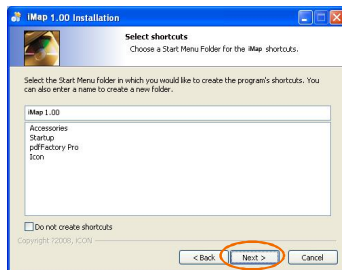 iMap 1.00 Installation
Select shortcuts
Choose a Start Menu Folder for the iMap shortcuts.
Select the Start Menu folder in which you would like to create the program's shortcuts. You
can also enter a name to create a new folder.
iMap 1.00
Accessories
Startup
pdfFactory Pro
Icon
Do not create shortcuts
Copyright ?2008, iCON
< Back
Next >
Cancel